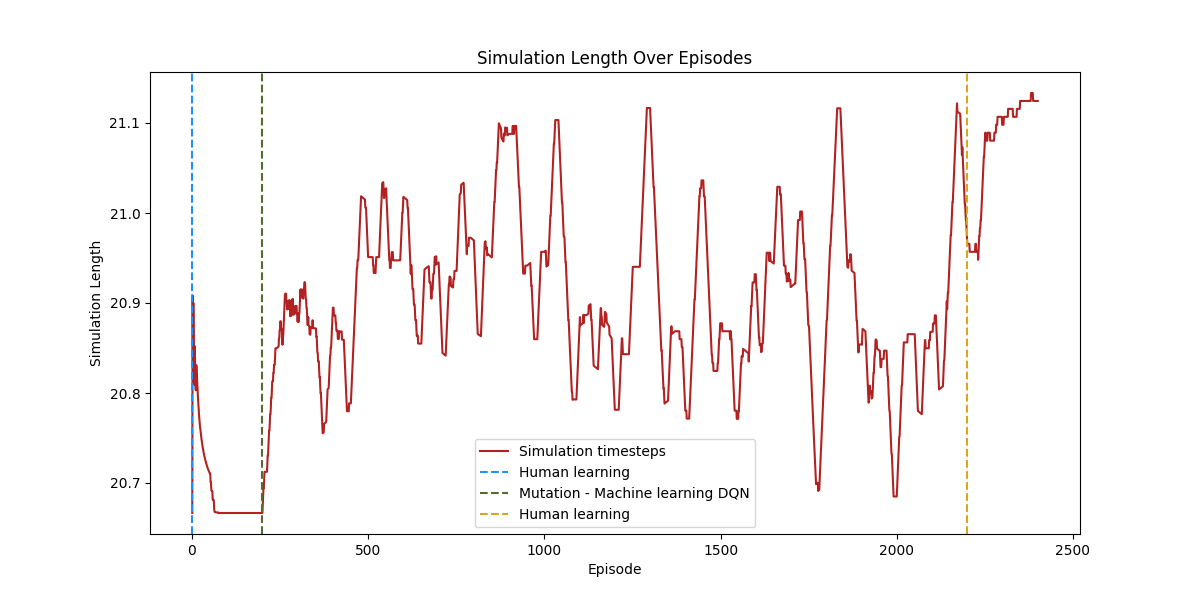 Simulation Length Over Episodes
Simulation Length
21.1
21.0
20.9
20.8
20.7
Simulation timesteps
Human learning
Mutation - Machine learning DQN
Human learning
0 500 1000 1500 2000 2500
Episode